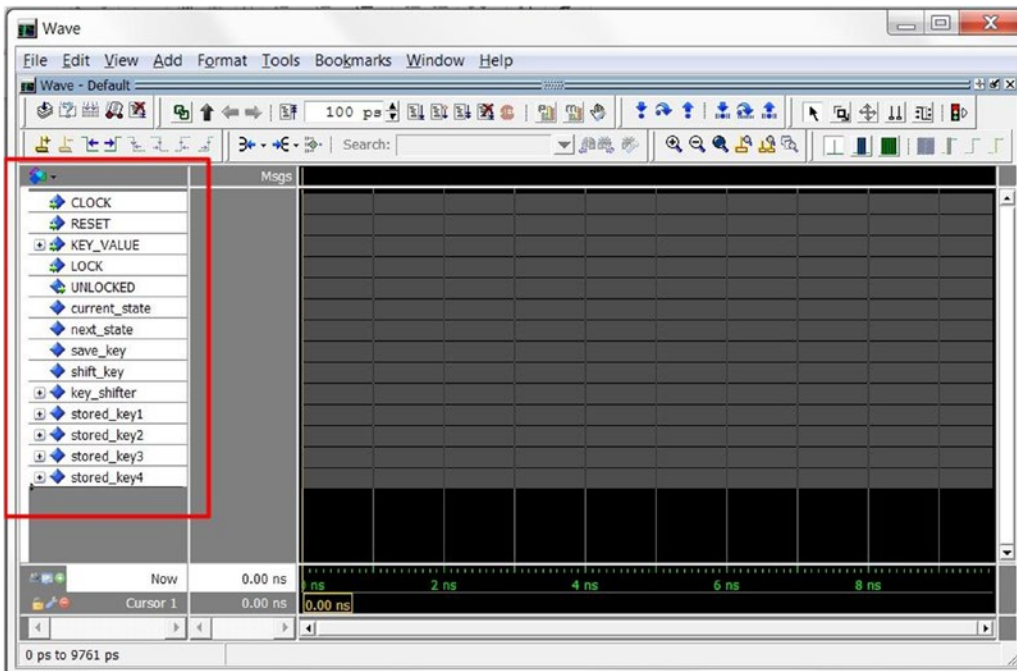 Wave
File Edit View Add Format Tools Bookmarks Window Help
Wave - Default
100 ps
Search:
Msgs
CLOCK
RESET
KEY_VALUE
LOCK
UNLOCKED
current_state
next_state
save_key
shift_key
key_shifter
stored_key1
stored_key2
stored_key3
stored_key4
Now 0.00 ns
ns 2 ns 4 ns 6 ns 8 ns
Cursor 1 0.00 ns 0.00 ns
0 ps to 9761 ps